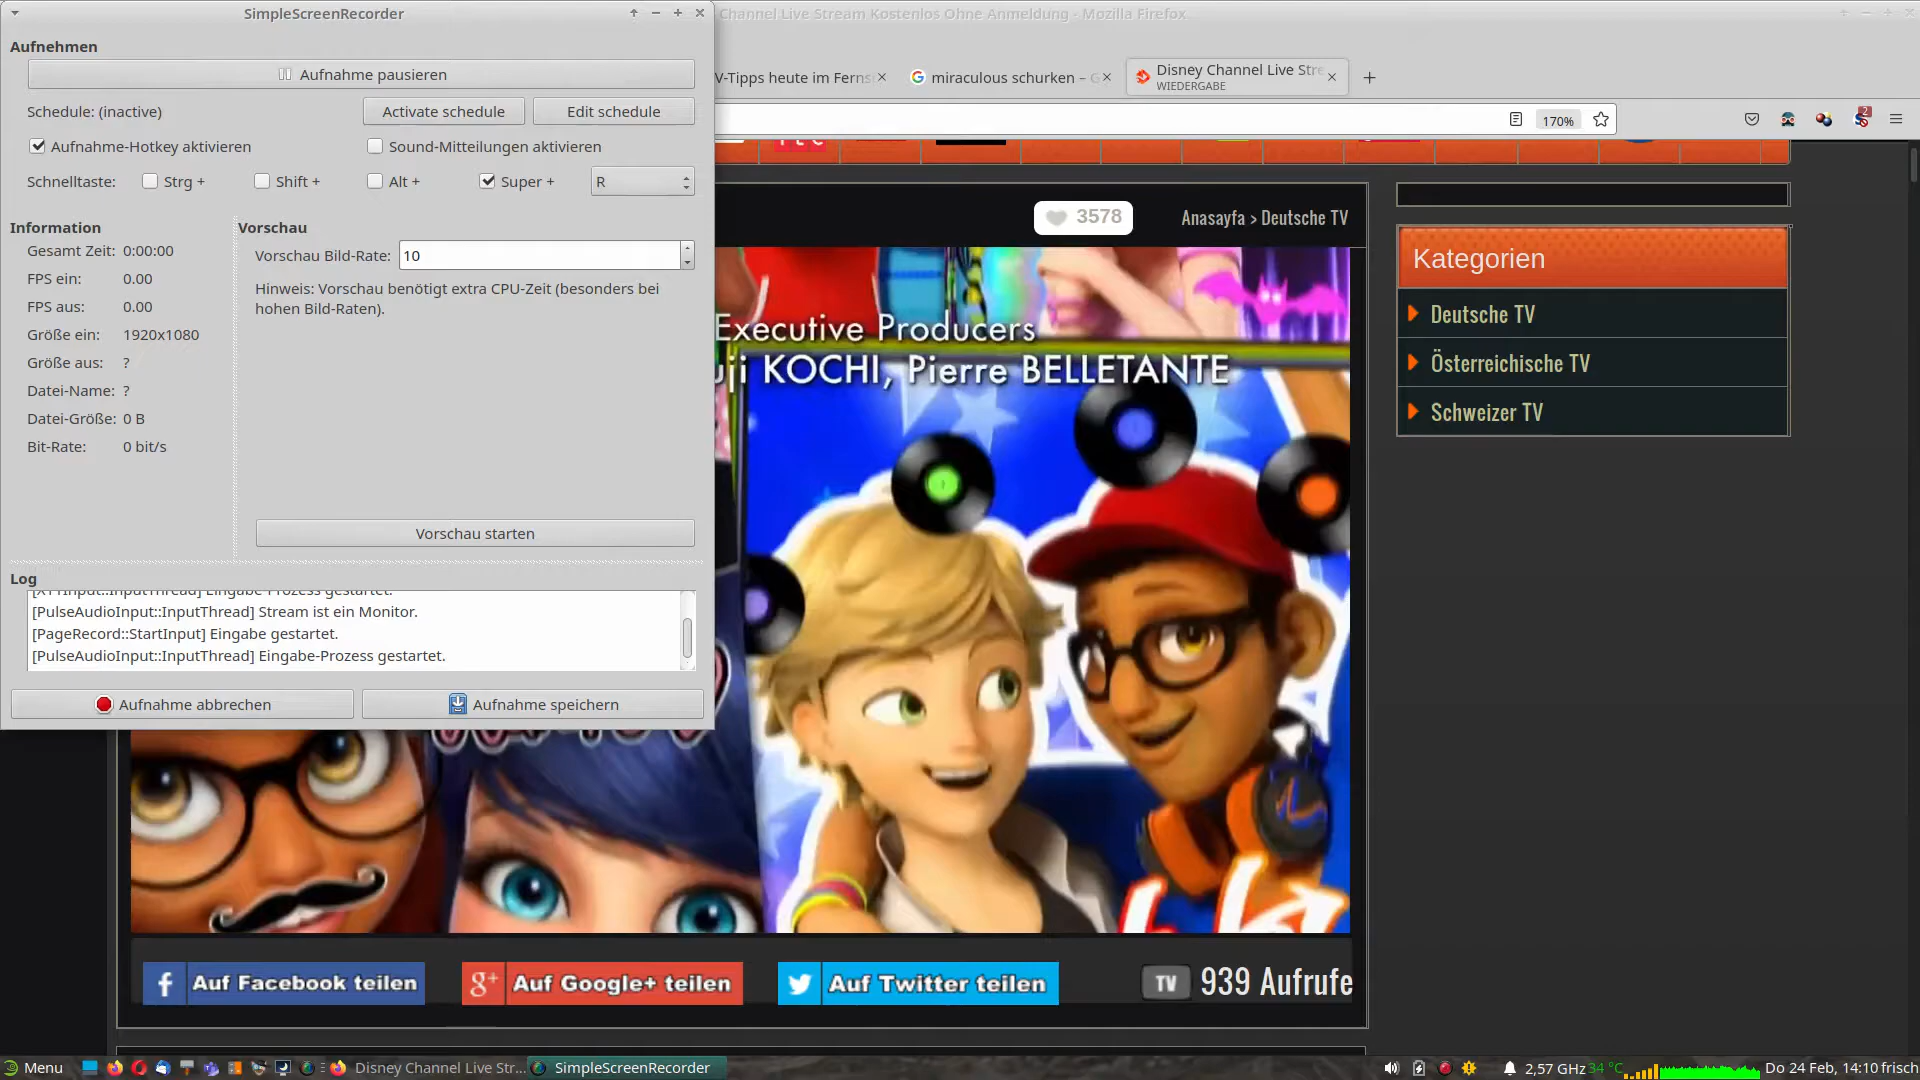 SimpleScreenRecorder
Channel Live Stream Kostenlos Ohne Anmeldung - Mozilla Firefox
Aufnehmen
Aufnahme pausieren
Schedule: (inactive)
Activate schedule
Edit schedule
Aufnahme-Hotkey aktivieren
Sound-Mitteilungen aktivieren
Schnelltaste:
Strg +
Shift +
Alt +
Super +
R
Information
Gesamt Zeit: 0:00:00
FPS ein: 0.00
FPS aus: 0.00
Größe ein: 1920x1080
Größe aus: ?
Datei-Name: ?
Datei-Größe: 0 B
Bit-Rate: 0 bit/s
Vorschau
Vorschau Bild-Rate: 10
Hinweis: Vorschau benötigt extra CPU-Zeit (besonders bei
hohen Bild-Raten).
Vorschau starten
Log
[PulseAudioInput::InputThread] Stream ist ein Monitor.
[PageRecord::StartInput] Eingabe gestartet.
[PulseAudioInput::InputThread] Eingabe-Prozess gestartet.
Aufnahme abbrechen
Aufnahme speichern
V-Tipps heute im Ferns
miraculous schurken – G
Disney Channel Live Stre
WIEDERGABE
170%
2
3578
Anasayfa > Deutsche TV
Executive Producers
uji KOCHI, Pierre BELLETANTE
Kategorien
Deutsche TV
Österreichische TV
Schweizer TV
Auf Facebook teilen
g+ Auf Google+ teilen
Auf Twitter teilen
TV 939 Aufrufe
Menu
Disney Channel Live Str...
SimpleScreenRecorder
2,57 GHz
34 °C
Do 24 Feb, 14:10
frisch